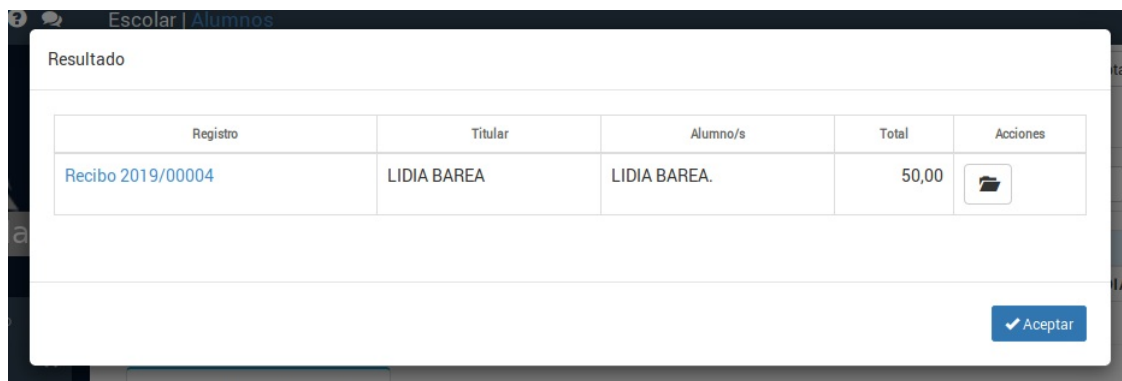 Escolar | Alumnos
Resultado
Registro Titular Alumno/s Total Acciones
Recibo 2019/00004 LIDIA BAREA LIDIA BAREA. 50,00
Aceptar